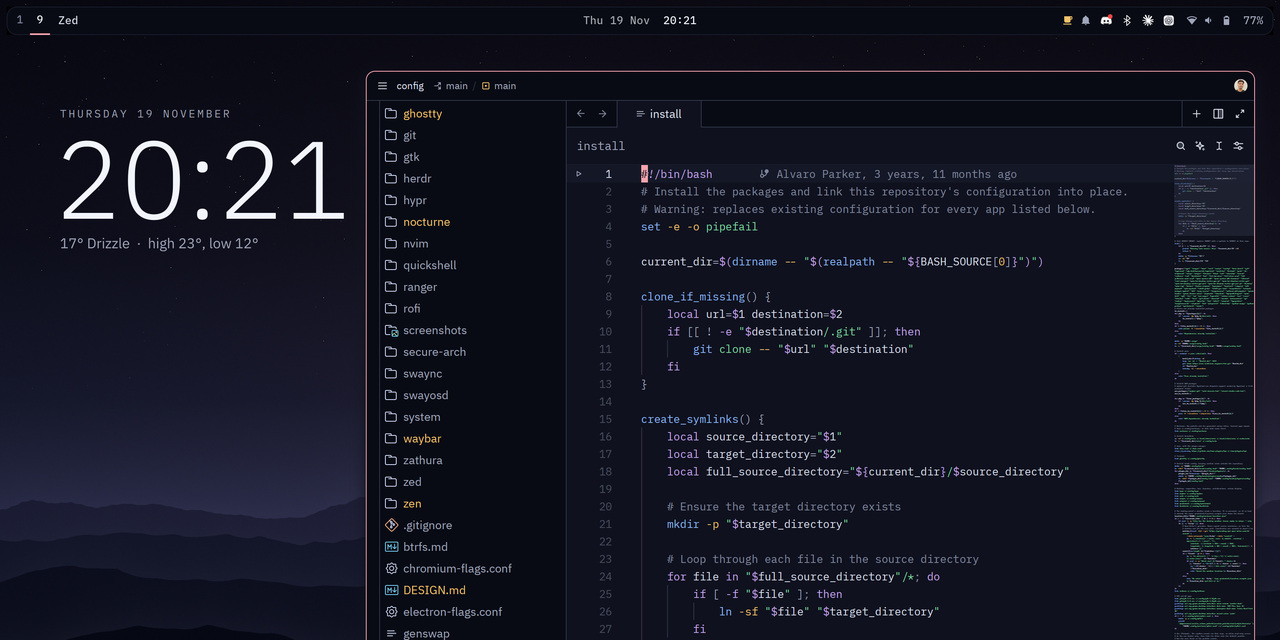 1 9 Zed
Thu 19 Nov 20:21
77%
THURSDAY 19 NOVEMBER
20:21
17° Drizzle · high 23°, low 12°
config main / main
ghostty
git
gtk
herdr
hypr
nocturne
nvim
quickshell
ranger
rofi
screenshots
secure-arch
swaync
swayosd
system
waybar
zathura
zed
zen
.gitignore
btrfs.md
chromium-flags.conf
DESIGN.md
electron-flags.conf
genswap
install
install
1 #!/bin/bash Alvaro Parker, 3 years, 11 months ago
2 # Install the packages and link this repository's configuration into place.
3 # Warning: replaces existing configuration for every app listed below.
4 set -e -o pipefail
5
6 current_dir=$(dirname -- "$(realpath -- "${BASH_SOURCE[0]}")")
7
8 clone_if_missing() {
9 local url=$1 destination=$2
10 if [[ ! -e "$destination/.git" ]]; then
11 git clone -- "$url" "$destination"
12 fi
13 }
14
15 create_symlinks() {
16 local source_directory="$1"
17 local target_directory="$2"
18 local full_source_directory="${current_dir}/$source_directory"
19
20 # Ensure the target directory exists
21 mkdir -p "$target_directory"
22
23 # Loop through each file in the source directory
24 for file in "$full_source_directory"/*; do
25 if [ -f "$file" ]; then
26 ln -sf "$file" "$target_directory"
27 fi